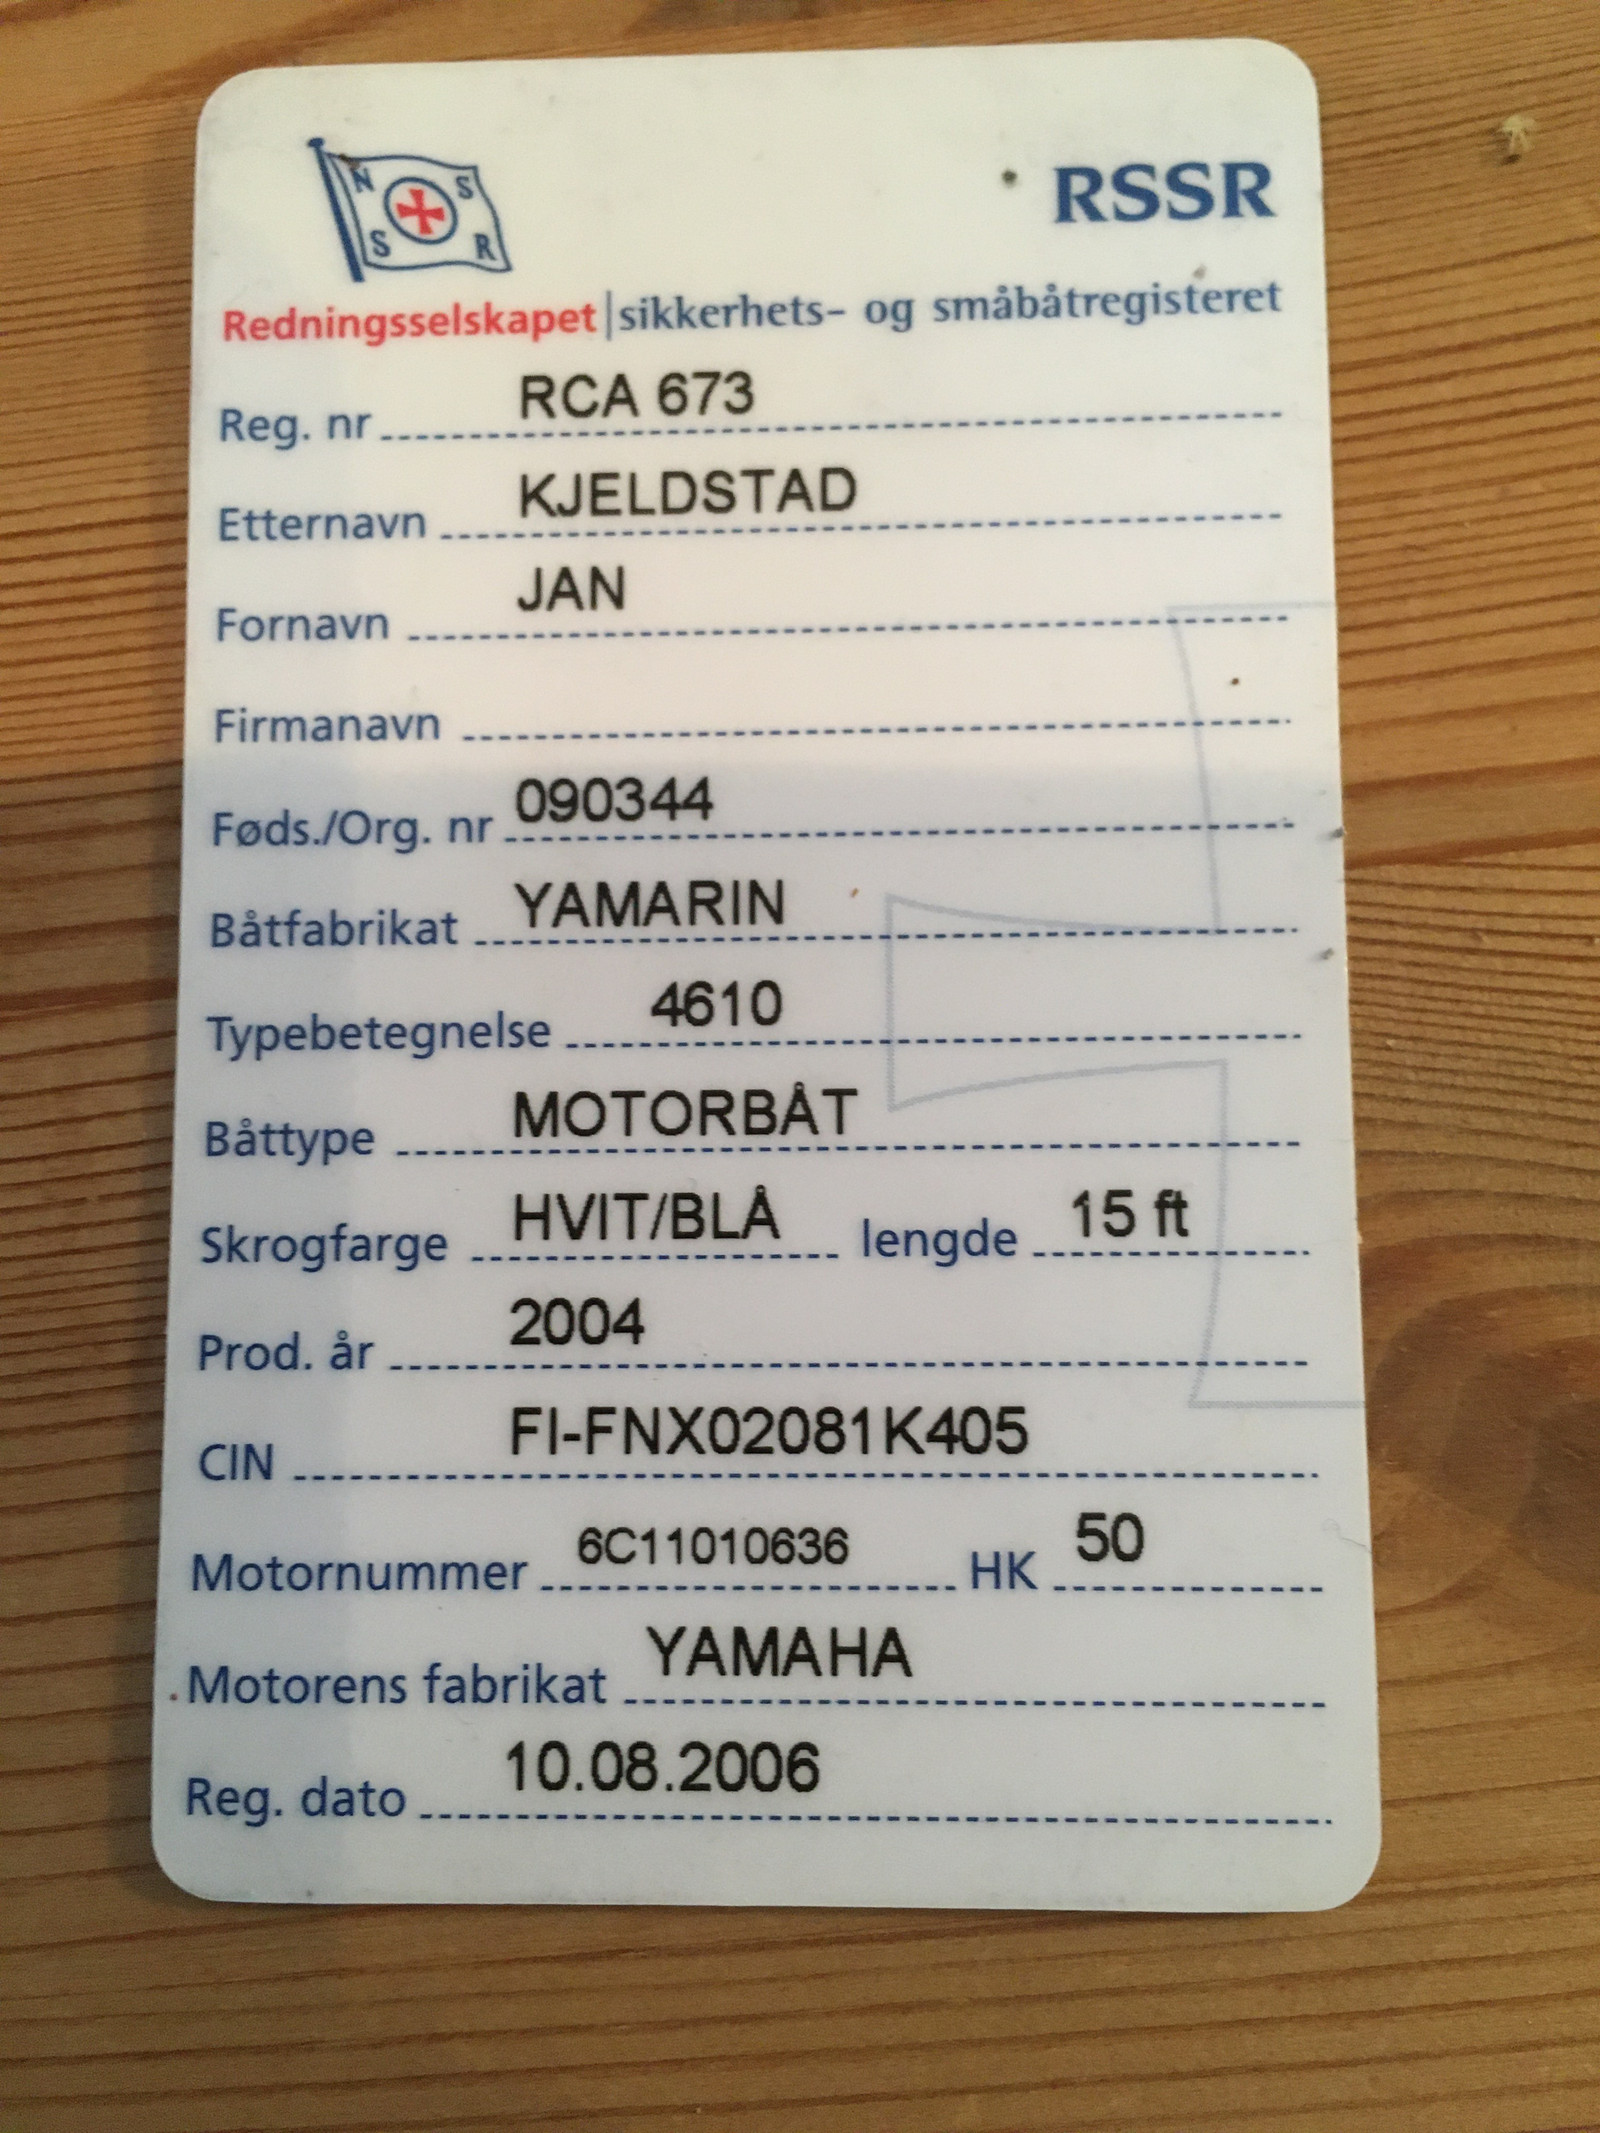 N S
S R
RSSR
Redningsselskapet | sikkerhets- og småbåtregisteret
Reg. nr RCA 673
Etternavn KJELDSTAD
Fornavn JAN
Firmanavn
Føds./Org. nr 090344
Båtfabrikat YAMARIN
Typebetegnelse 4610
Båttype MOTORBÅT
Skrogfarge HVIT/BLÅ lengde 15 ft
Prod. år 2004
CIN FI-FNX02081K405
Motornummer 6C11010636 HK 50
Motorens fabrikat YAMAHA
Reg. dato 10.08.2006